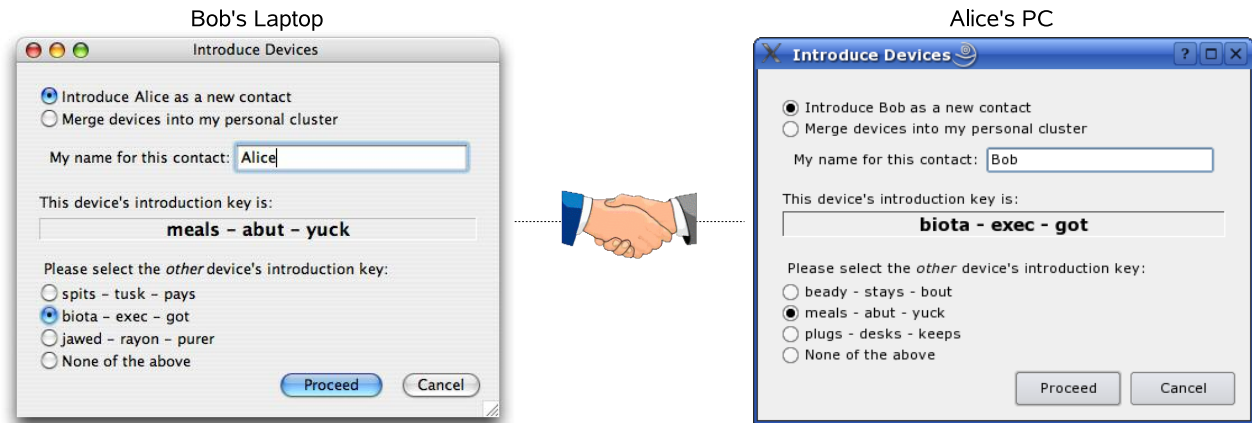 Bob's Laptop
Introduce Devices
Introduce Alice as a new contact
Merge devices into my personal cluster
My name for this contact: Alice
This device's introduction key is:
meals – abut – yuck
Please select the other device's introduction key:
spits – tusk – pays
biota – exec – got
jawed – rayon – purer
None of the above
Proceed Cancel
Alice's PC
Introduce Devices
Introduce Bob as a new contact
Merge devices into my personal cluster
My name for this contact: Bob
This device's introduction key is:
biota - exec - got
Please select the other device's introduction key:
beady - stays - bout
meals - abut - yuck
plugs - desks - keeps
None of the above
Proceed Cancel